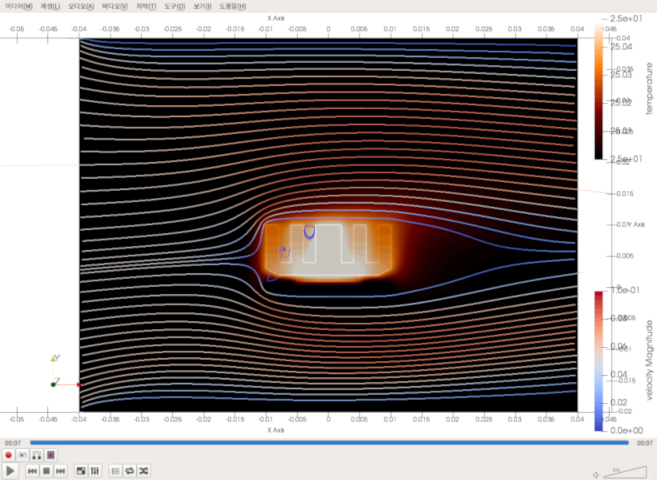 미디어(M) 재생(L) 오디오(A) 비디오(V) 자막(T) 도구(O) 보기(I) 도움말(H)
X Axis
-0.05 -0.045 -0.04 -0.035 -0.03 -0.025 -0.02 -0.015 -0.01 -0.005 0 0.005 0.01 0.015 0.02 0.025 0.03 0.035 0.04 0.045
2.5e+01
0.04
25.04
25.03
25.02
2.5e+01
temperature
-0.015
Y Axis
0.005
1.0e-01
0.08
0.06
0.04
-0.015
0.02
-0.02
0.0e+00
velocity Magnitude
Y
Z
-0.05 -0.045 -0.04 -0.035 -0.03 -0.025 -0.02 -0.015 -0.01 -0.005 0 0.005 0.01 0.015 0.02 0.025 0.03 0.035 0.04 0.045
X Axis
00:07 00:07